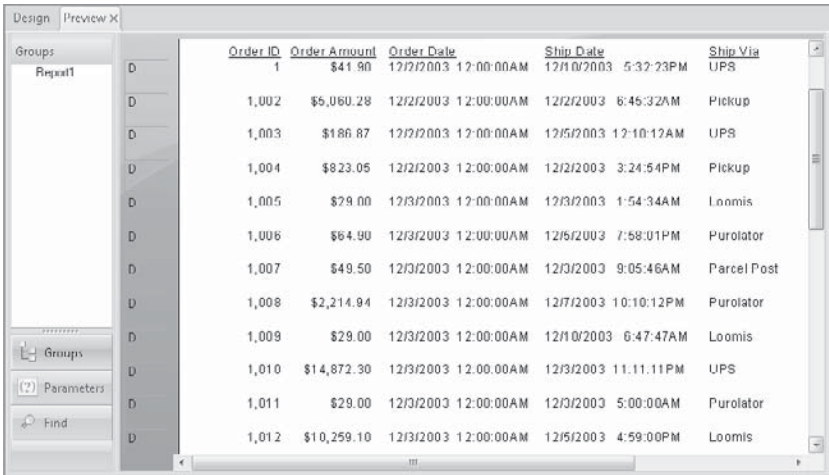 Design Preview X
Groups
Report1
Order ID Order Amount Order Date Ship Date Ship Via
D 1 $41.90 12/2/2003 12:00:00AM 12/10/2003 5:32:23PM UPS
D 1,002 $5,060.28 12/2/2003 12:00:00AM 12/2/2003 6:45:32AM Pickup
D 1,003 $186.87 12/2/2003 12:00:00AM 12/5/2003 12:10:12AM UPS
D 1,004 $823.05 12/2/2003 12:00:00AM 12/2/2003 3:24:54PM Pickup
D 1,005 $29.00 12/3/2003 12:00:00AM 12/3/2003 1:54:34AM Loomis
D 1,006 $64.90 12/3/2003 12:00:00AM 12/5/2003 7:58:01PM Purolator
D 1,007 $49.50 12/3/2003 12:00:00AM 12/3/2003 9:05:46AM Parcel Post
D 1,008 $2,214.94 12/3/2003 12:00:00AM 12/7/2003 10:10:12PM Purolator
D 1,009 $29.00 12/3/2003 12:00:00AM 12/10/2003 6:47:47AM Loomis
D 1,010 $14,872.30 12/3/2003 12:00:00AM 12/3/2003 11:11:11PM UPS
D 1,011 $29.00 12/3/2003 12:00:00AM 12/3/2003 5:00:00AM Purolator
D 1,012 $10,259.10 12/3/2003 12:00:00AM 12/5/2003 4:59:00PM Loomis
Groups
(?) Parameters
Find